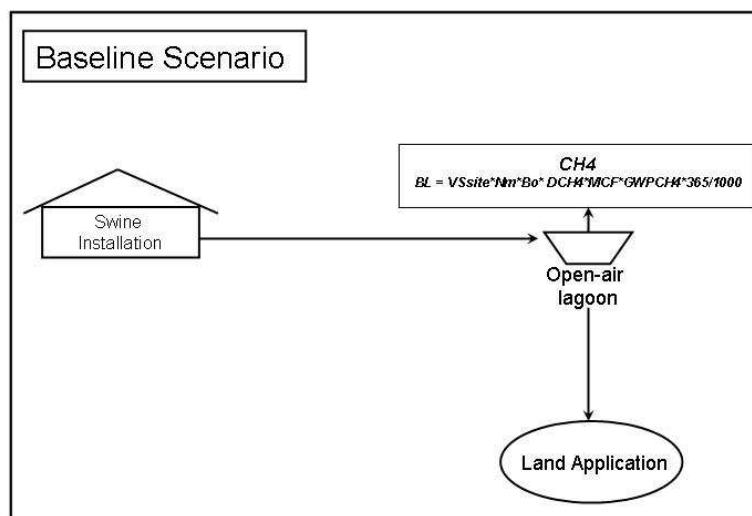 Baseline Scenario
CH4
BL = VSsite*Nm*Bo* DCH4*MCF*GWPCH4*365/1000
Swine
Installation
Open-air
lagoon
Land Application